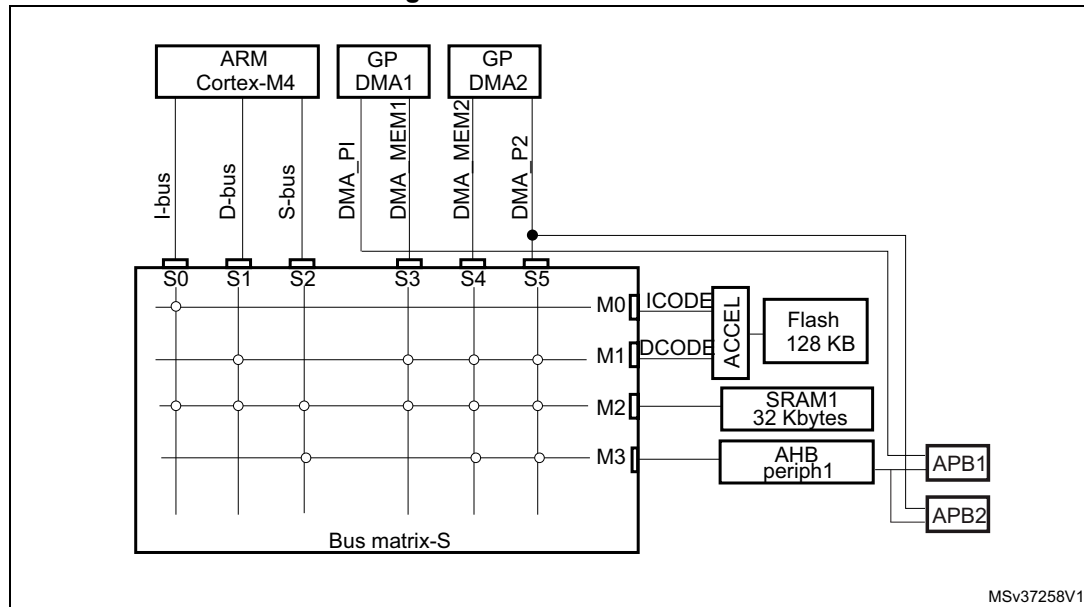 ARM
Cortex-M4
GP
DMA1
GP
DMA2
I-bus
D-bus
S-bus
DMA_PI
DMA_MEM1
DMA_MEM2
DMA_P2
S0
S1
S2
S3
S4
S5
M0
ICODE
M1
DCODE
ACCEL
Flash
128 KB
M2
SRAM1
32 Kbytes
M3
AHB
periph1
APB1
APB2
Bus matrix-S
MSv37258V1